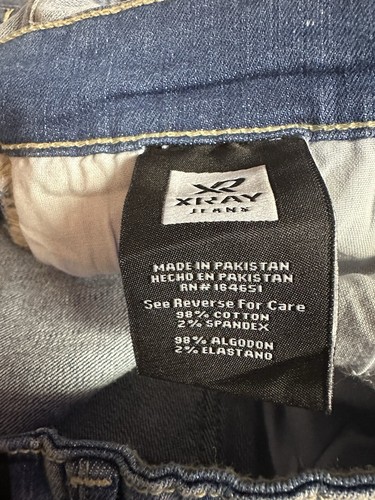 XR
XRAY
JEANS
MADE IN PAKISTAN
HECHO EN PAKISTAN
RN# 164651
See Reverse For Care
98% COTTON
2% SPANDEX
98% ALGODON
2% ELASTANO